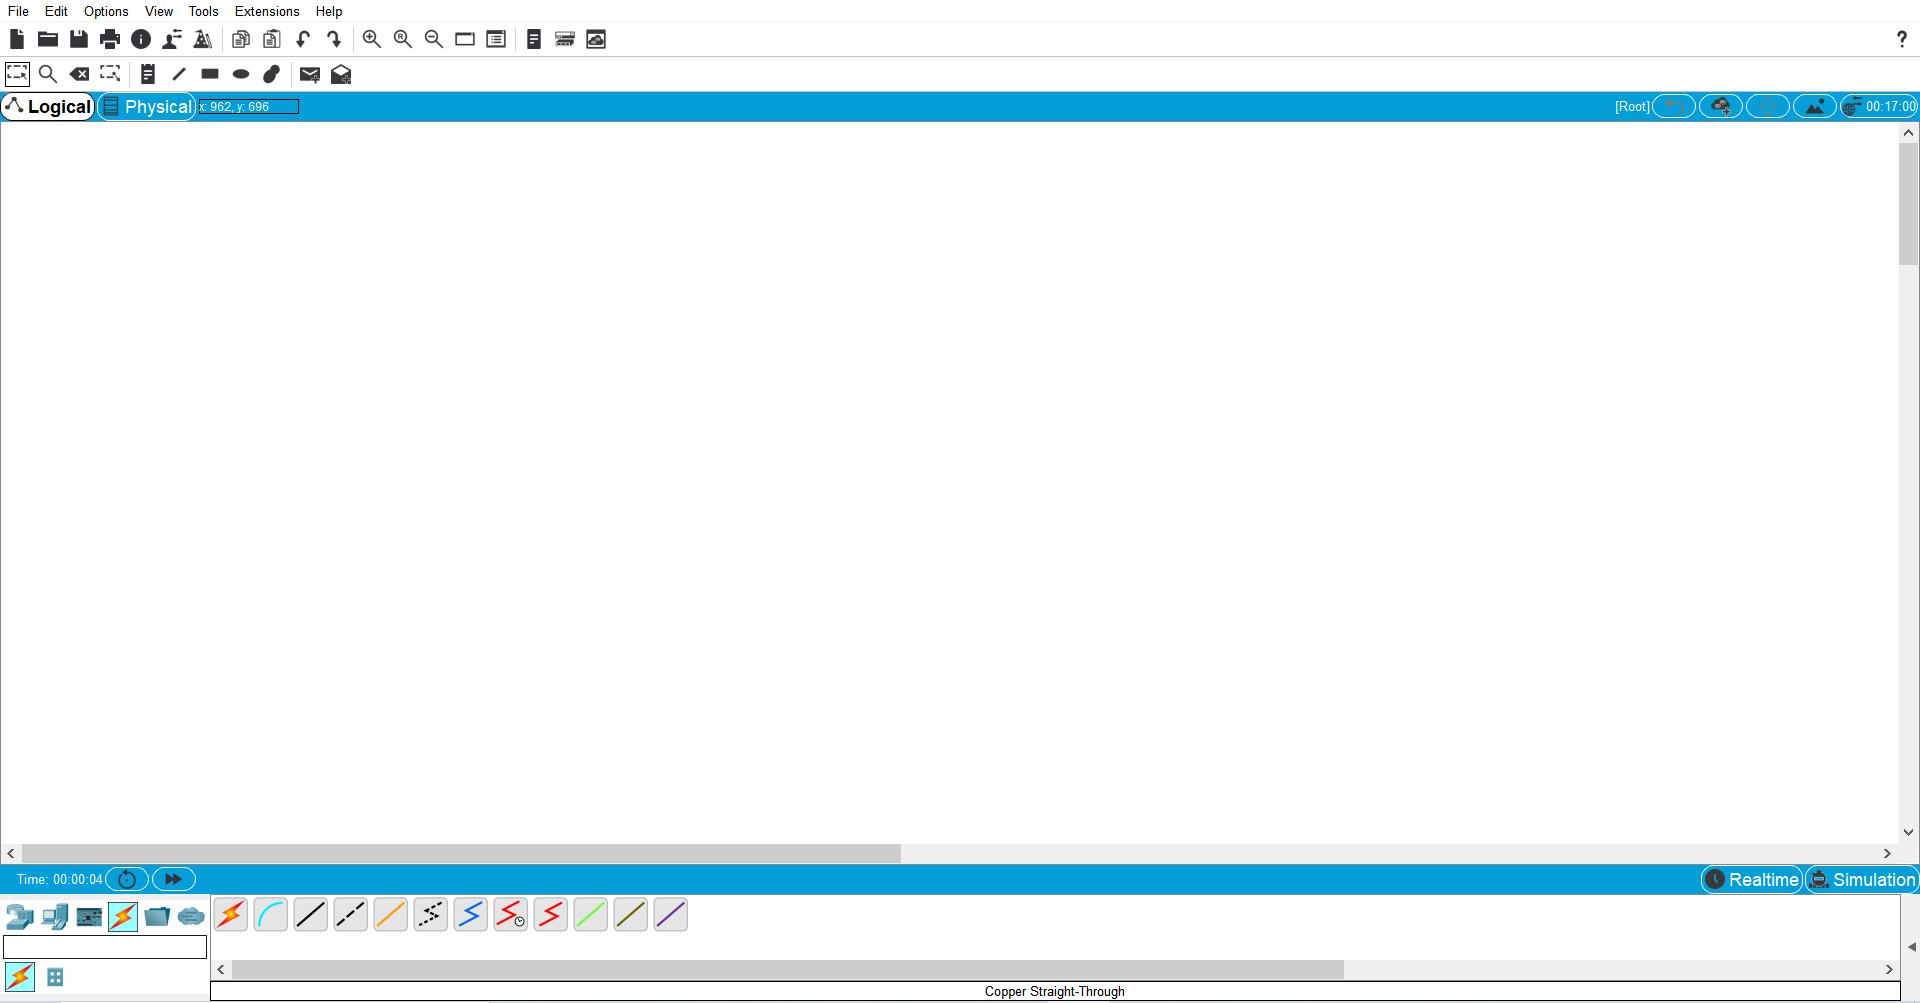 File Edit Options View Tools Extensions Help
?
Logical Physical x: 962, y: 696 [Root] 00:17:00
Time: 00:00:04 Realtime Simulation
Copper Straight-Through